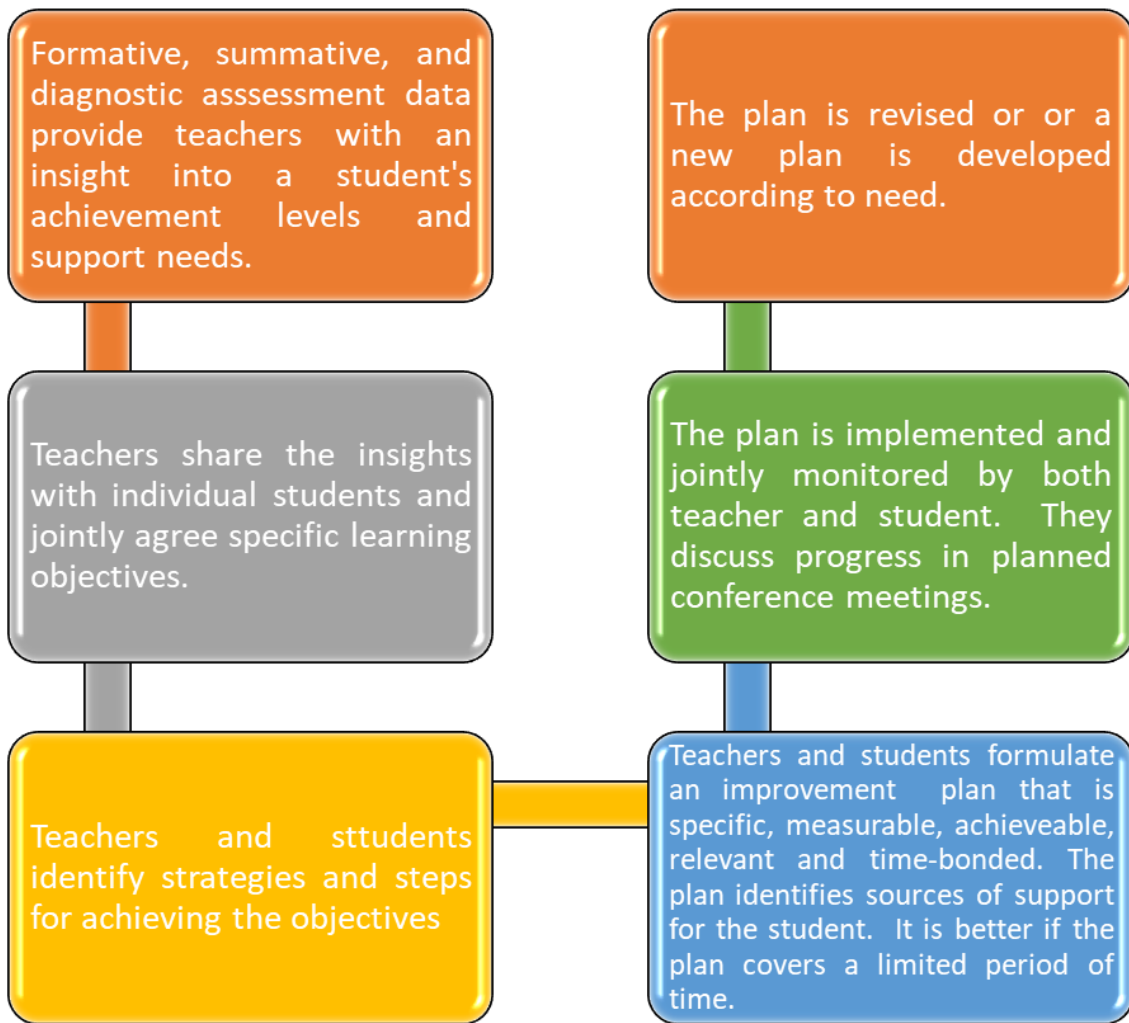 Formative, summative, and
diagnostic asssessment data
provide teachers with an
insight into a student's
achievement levels and
support needs.
Teachers share the insights
with individual students and
jointly agree specific learning
objectives.
Teachers and sttudents
identify strategies and steps
for achieving the objectives
Teachers and students formulate
an improvement plan that is
specific, measurable, achieveable,
relevant and time-bonded. The
plan identifies sources of support
for the student. It is better if the
plan covers a limited period of
time.
The plan is implemented and
jointly monitored by both
teacher and student. They
discuss progress in planned
conference meetings.
The plan is revised or or a
new plan is developed
according to need.